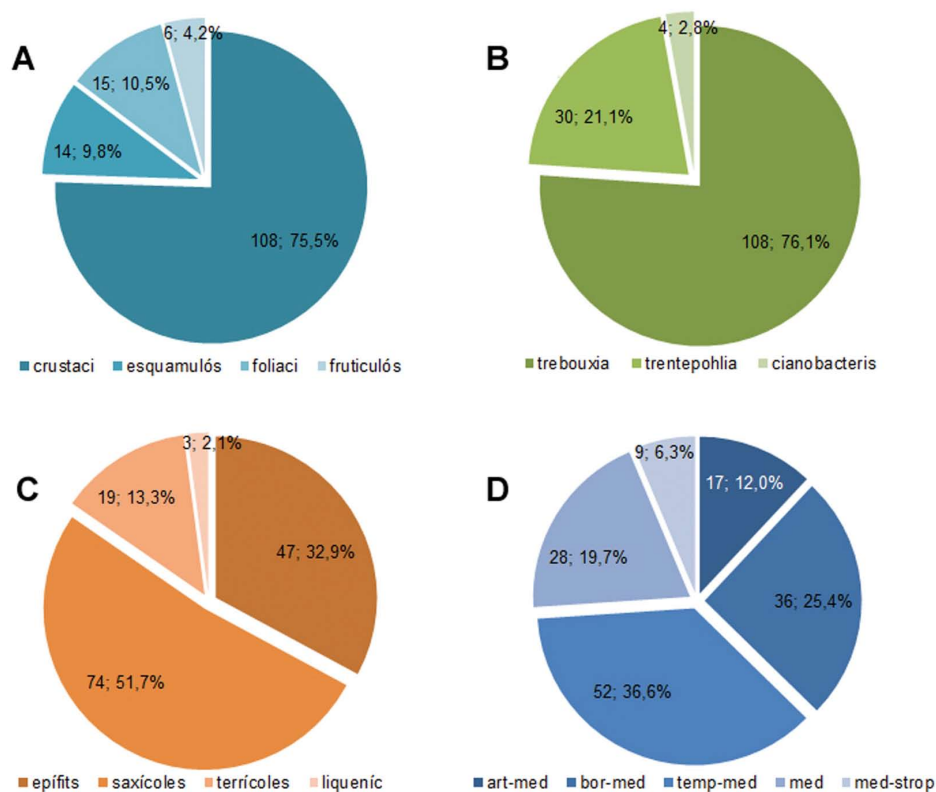 A
6; 4,2%
15; 10,5%
14; 9,8%
108; 75,5%
crustaci esquamulós foliaci fruticulós
B
4; 2,8%
30; 21,1%
108; 76,1%
trebouxia trentepohlia cianobacteris
C
3; 2,1%
19; 13,3%
47; 32,9%
74; 51,7%
epífits saxícoles terrícoles liqueníc
D
9; 6,3%
17; 12,0%
28; 19,7%
36; 25,4%
52; 36,6%
art-med bor-med temp-med med med-strop